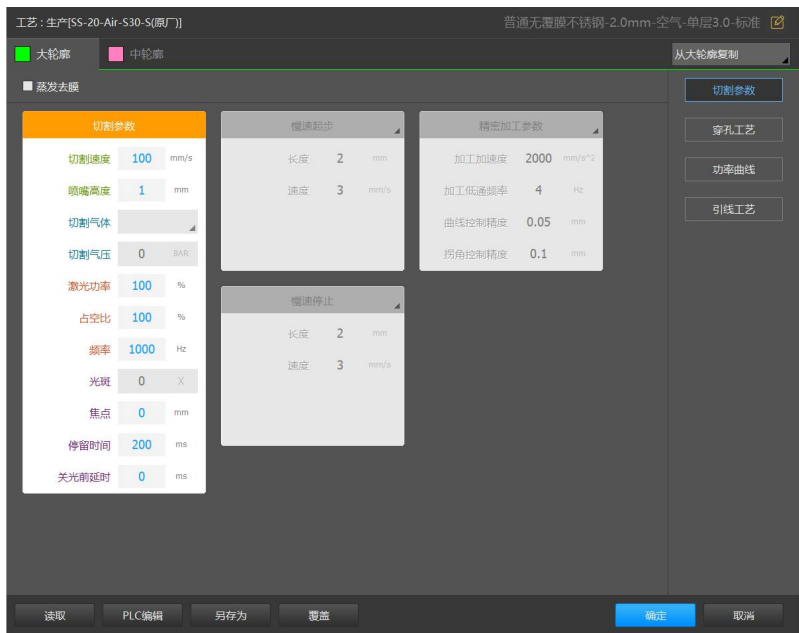 工艺 : 生产[SS-20-Air-S30-S(原厂)]
普通无覆膜不锈钢-2.0mm-空气-单层3.0-标准
大轮廓
中轮廓
从大轮廓复制
蒸发去膜
切割参数
切割速度 100 mm/s
喷嘴高度 1 mm
切割气体
切割气压 0 BAR
激光功率 100 %
占空比 100 %
频率 1000 Hz
光斑 0 X
焦点 0 mm
停留时间 200 ms
关光前延时 0 ms
慢速起步
长度 2 mm
速度 3 mm/s
慢速停止
长度 2 mm
速度 3 mm/s
精密加工参数
加工加速度 2000 mm/s^2
加工低通频率 4 Hz
曲线控制精度 0.05 mm
拐角控制精度 0.1 mm
切割参数
穿孔工艺
功率曲线
引线工艺
读取
PLC编辑
另存为
覆盖
确定
取消